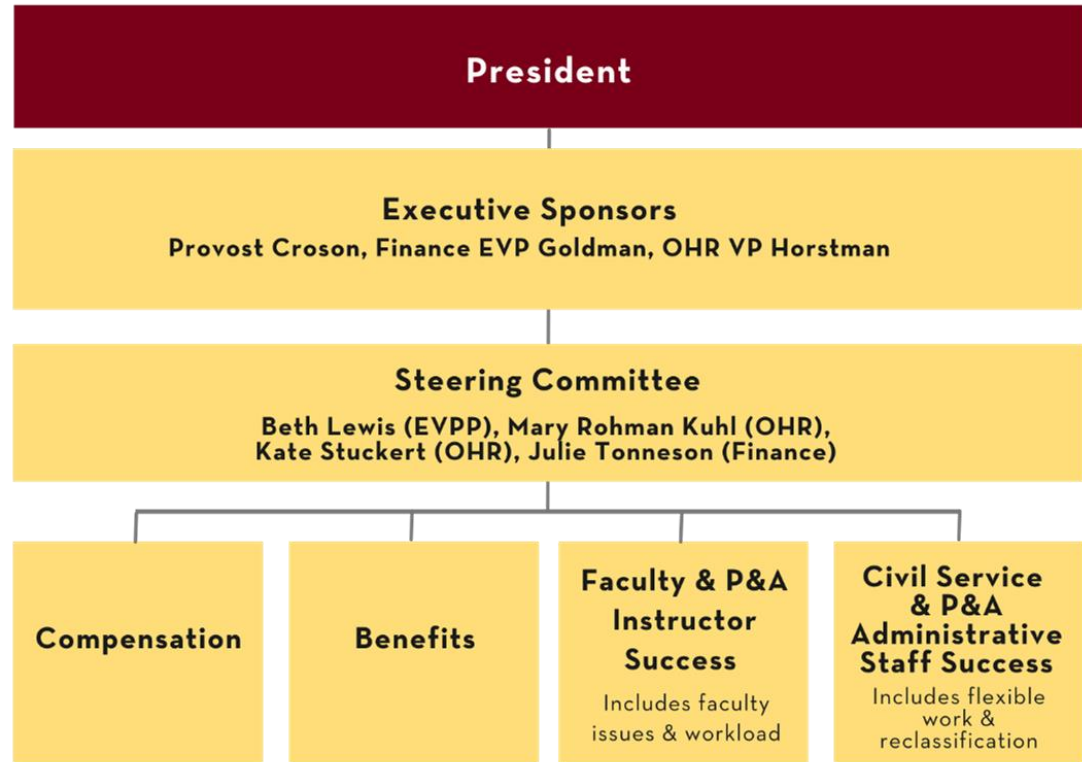 President
Executive Sponsors
Provost Croson, Finance EVP Goldman, OHR VP Horstman
Steering Committee
Beth Lewis (EVPP), Mary Rohman Kuhl (OHR),
Kate Stuckert (OHR), Julie Tonneson (Finance)
Compensation
Benefits
Faculty & P&A
Instructor
Success
Includes faculty
issues & workload
Civil Service
& P&A
Administrative
Staff Success
Includes flexible
work &
reclassification